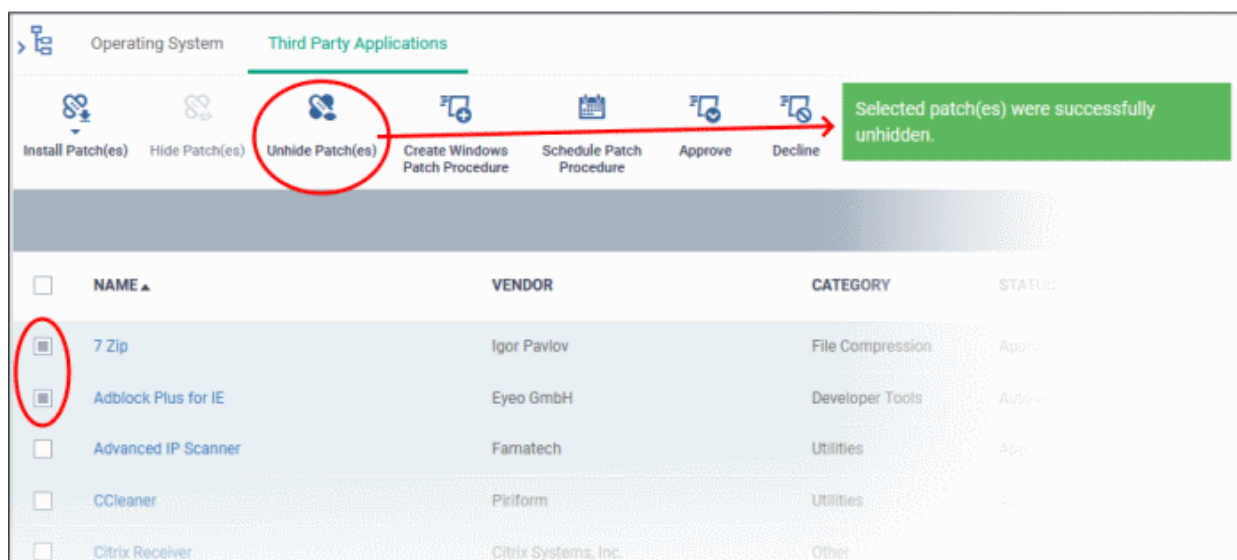 Operating System Third Party Applications
Selected patch(es) were successfully
unhidden.
Install Patch(es) Hide Patch(es) Unhide Patch(es) Create Windows Schedule Patch Approve Decline
Patch Procedure Procedure
NAME VENDOR CATEGORY STATUS
7 Zip Igor Pavlov File Compression
Adblock Plus for IE Eyeo GmbH Developer Tools
Advanced IP Scanner Famatech Utilities
CCleaner Piriform Utilities
Citrix Receiver Citrix Systems, Inc. Other